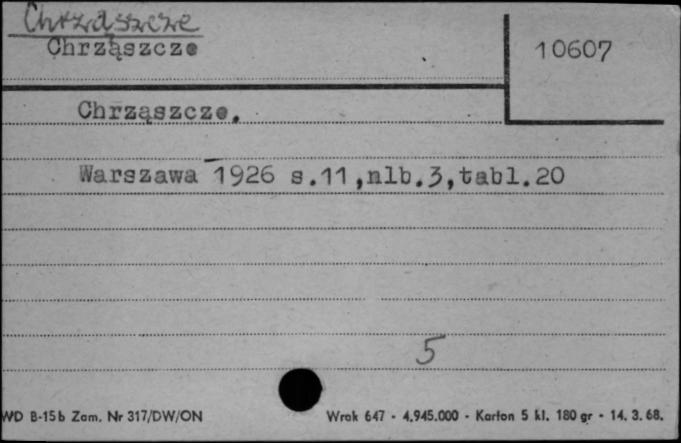 Chrząszcze
Chrząszcze
10607
Chrząszcze.
Warszawa 1926 s.11,nlb.3,tabl.20
5
WD B-15b Zam. Nr 317/DW/ON
Wrak 647 - 4.945.000 - Karton 5 kl. 180 gr - 14. 3. 68.